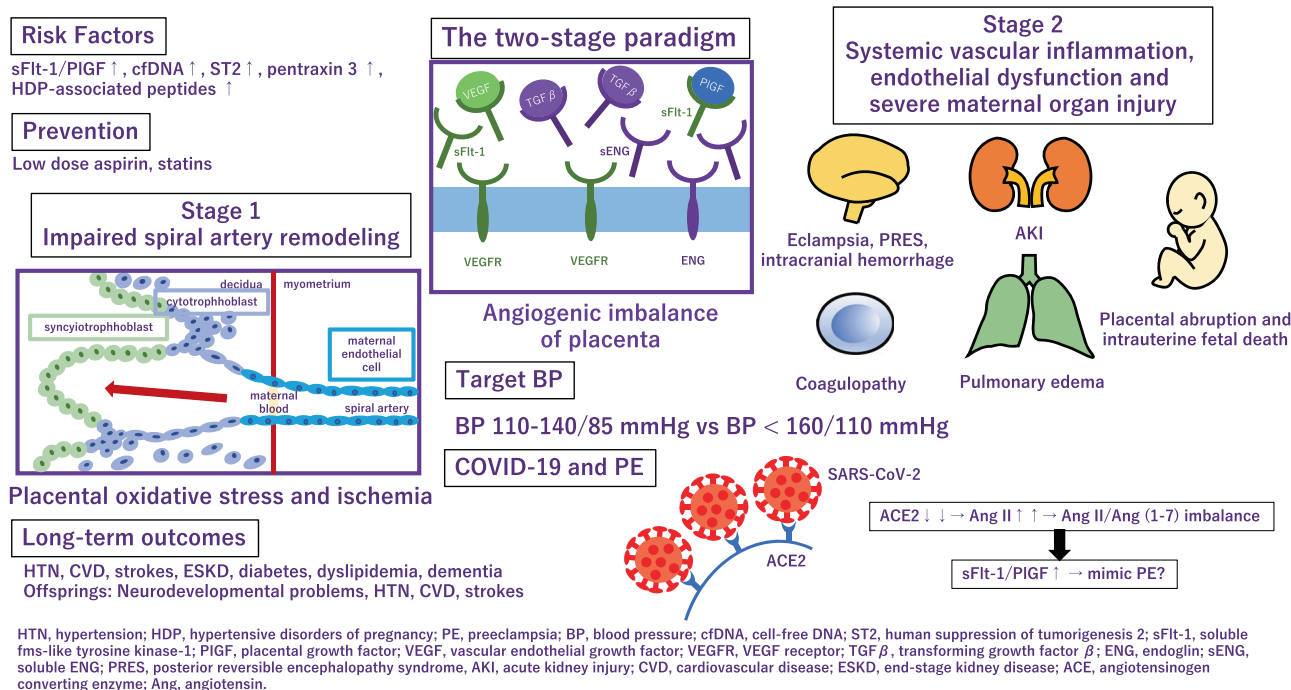 Risk Factors
sFlt-1/PlGF ↑, cfDNA ↑, ST2 ↑, pentraxin 3 ↑,
HDP-associated peptides ↑
Prevention
Low dose aspirin, statins
Stage 1
Impaired spiral artery remodeling
decidua
myometrium
cytotrophhoblast
syncyiotrophhoblast
maternal
endothelial
cell
maternal
blood
spiral artery
Placental oxidative stress and ischemia
Long-term outcomes
HTN, CVD, strokes, ESKD, diabetes, dyslipidemia, dementia
Offsprings: Neurodevelopmental problems, HTN, CVD, strokes
The two-stage paradigm
VEGF
TGFβ
TGFβ
PlGF
sFlt-1
sFlt-1
sENG
VEGFR
VEGFR
ENG
Angiogenic imbalance
of placenta
Target BP
BP 110-140/85 mmHg vs BP < 160/110 mmHg
COVID-19 and PE
SARS-CoV-2
ACE2
Stage 2
Systemic vascular inflammation,
endothelial dysfunction and
severe maternal organ injury
Eclampsia, PRES,
intracranial hemorrhage
AKI
Coagulopathy
Pulmonary edema
Placental abruption and
intrauterine fetal death
ACE2 ↓ ↓ → Ang II ↑ ↑ → Ang II/Ang (1-7) imbalance
sFlt-1/PlGF ↑ → mimic PE?
HTN, hypertension; HDP, hypertensive disorders of pregnancy; PE, preeclampsia; BP, blood pressure; cfDNA, cell-free DNA; ST2, human suppression of tumorigenesis 2; sFlt-1, soluble
fms-like tyrosine kinase-1; PlGF, placental growth factor; VEGF, vascular endothelial growth factor; VEGFR, VEGF receptor; TGFβ, transforming growth factor β; ENG, endoglin; sENG,
soluble ENG; PRES, posterior reversible encephalopathy syndrome, AKI, acute kidney injury; CVD, cardiovascular disease; ESKD, end-stage kidney disease; ACE, angiotensinogen
converting enzyme; Ang, angiotensin.